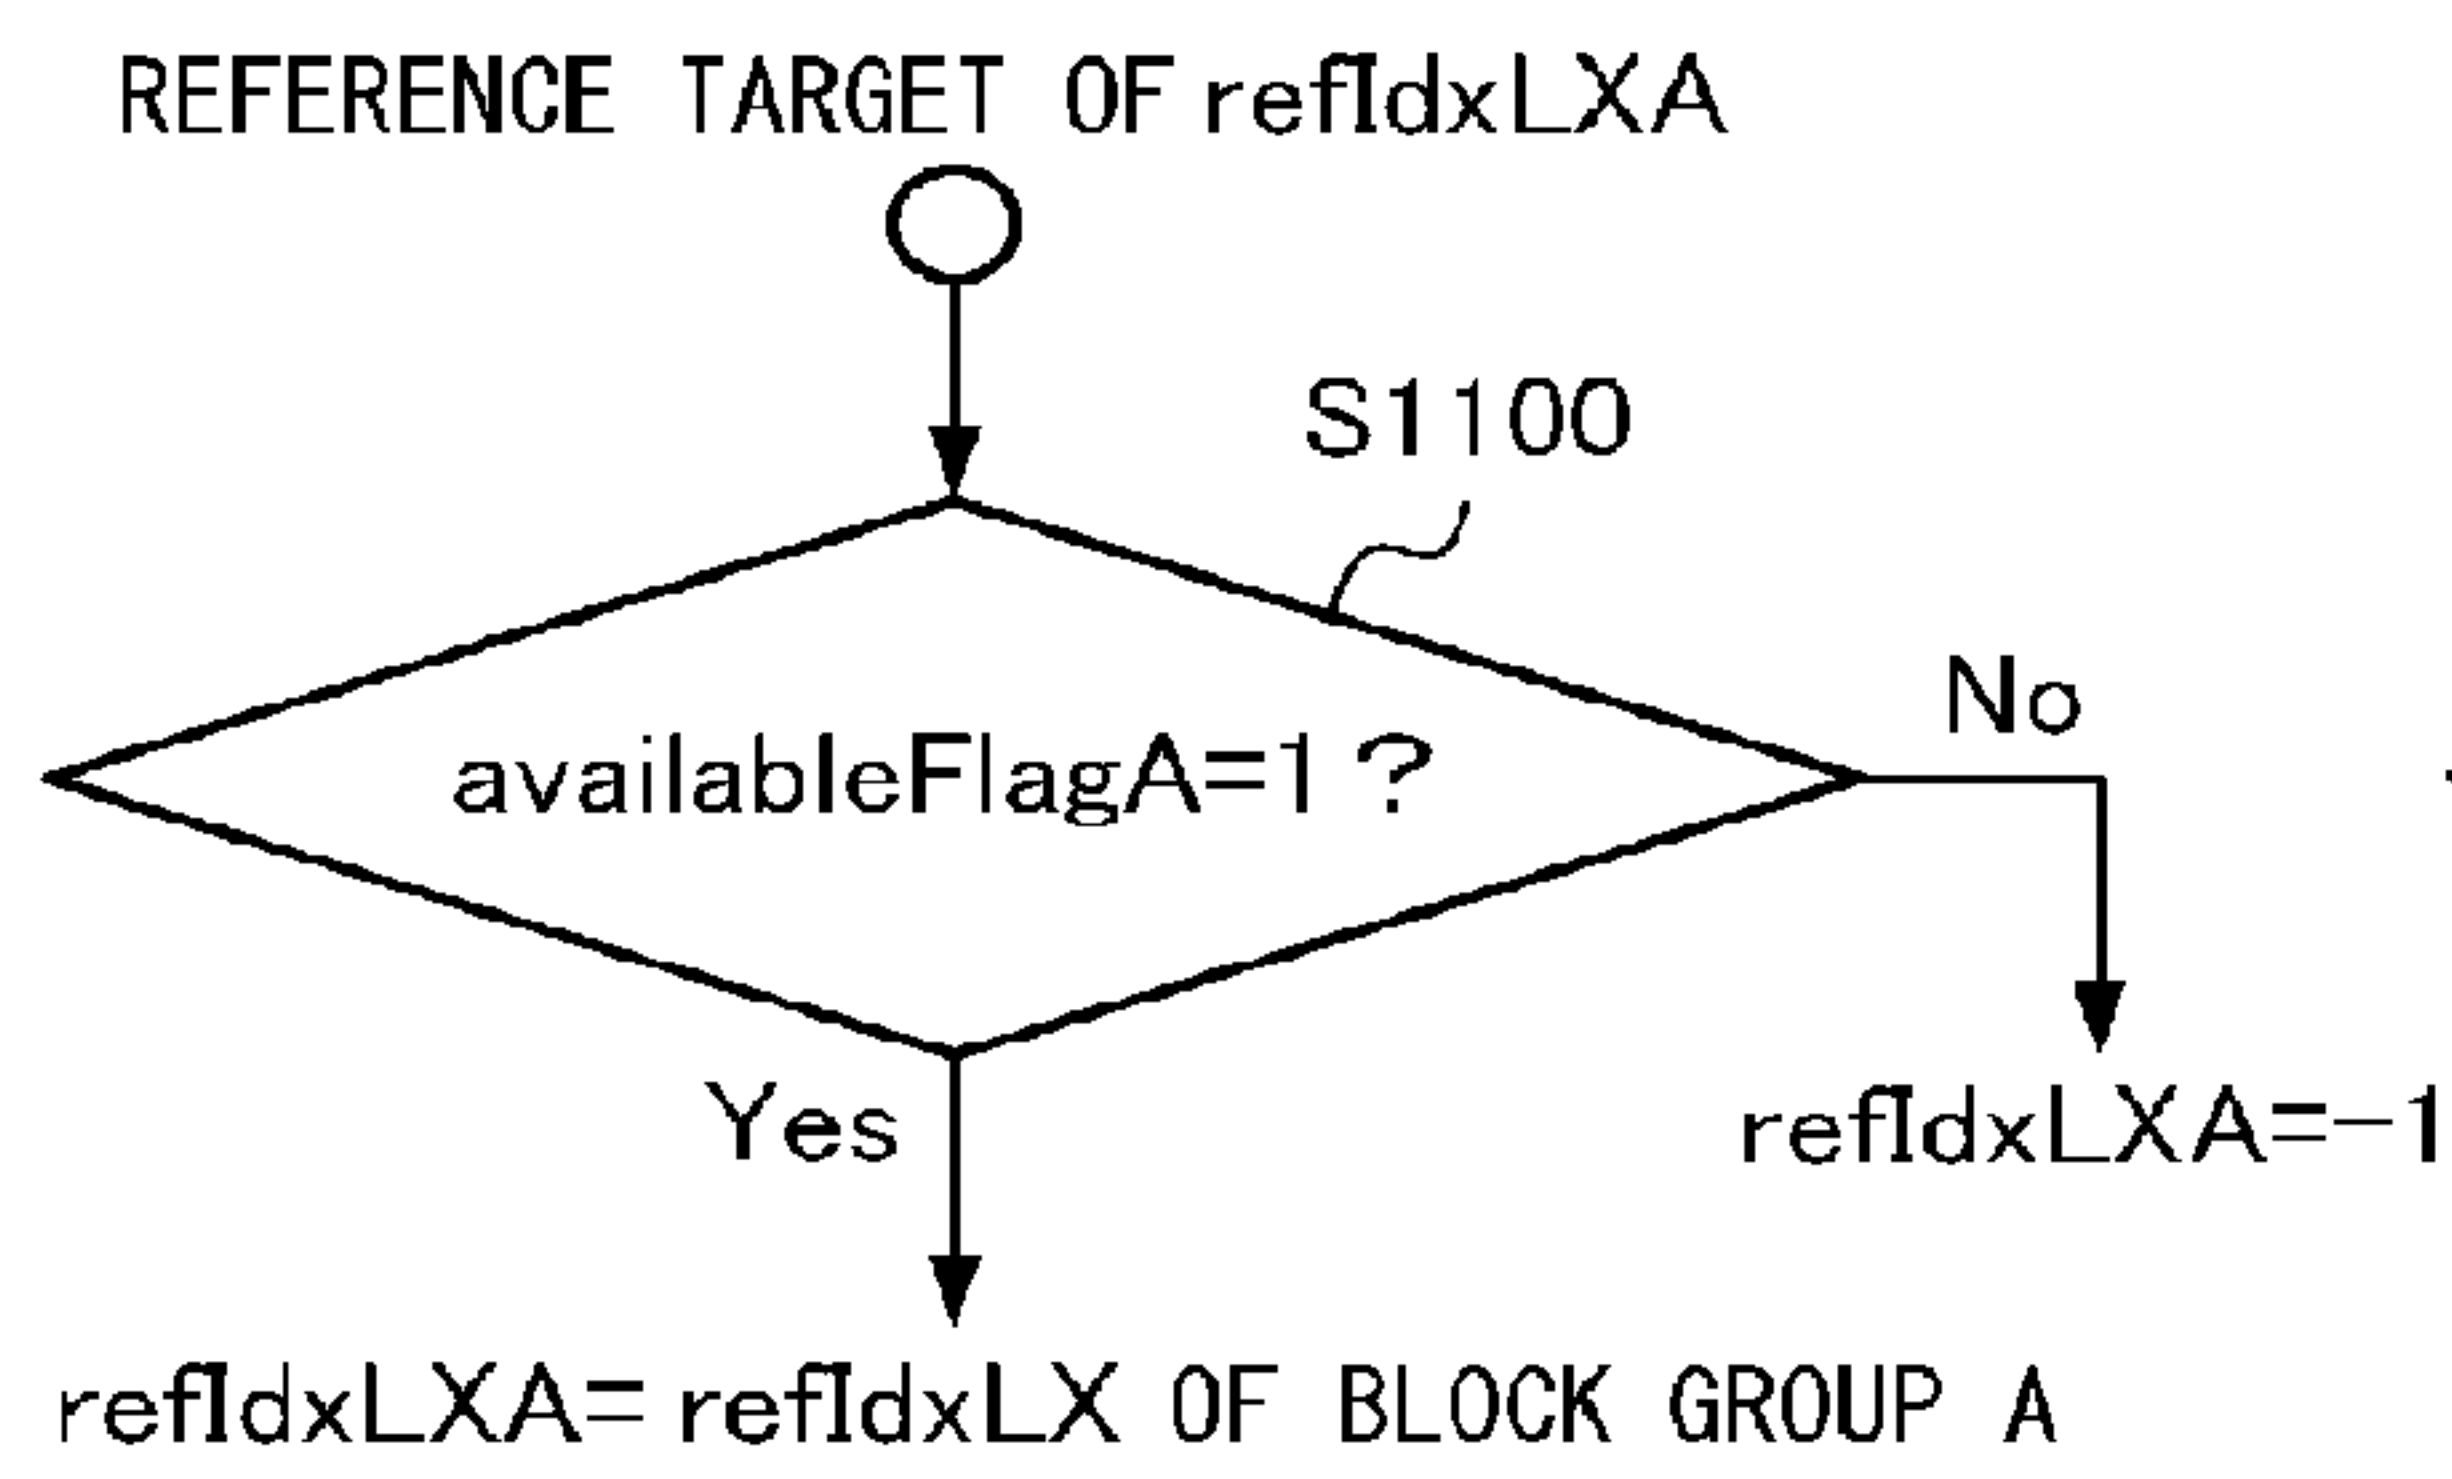 REFERENCE TARGET OF refIdxLXA
S1100
No
availableFlagA=1 ?
Yes
refIdxLXA=-1
refIdxLXA= refIdxLX OF BLOCK GROUP A